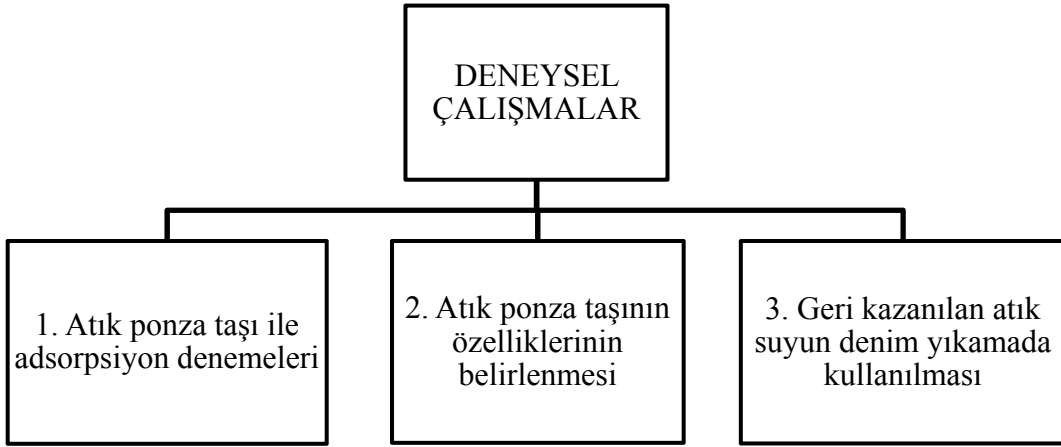 DENEYSEL
ÇALIŞMALAR
1. Atık ponza taşı ile
adsorpsiyon denemeleri
2. Atık ponza taşının
özelliklerinin
belirlenmesi
3. Geri kazanılan atık
suyun denim yıkamada
kullanılması